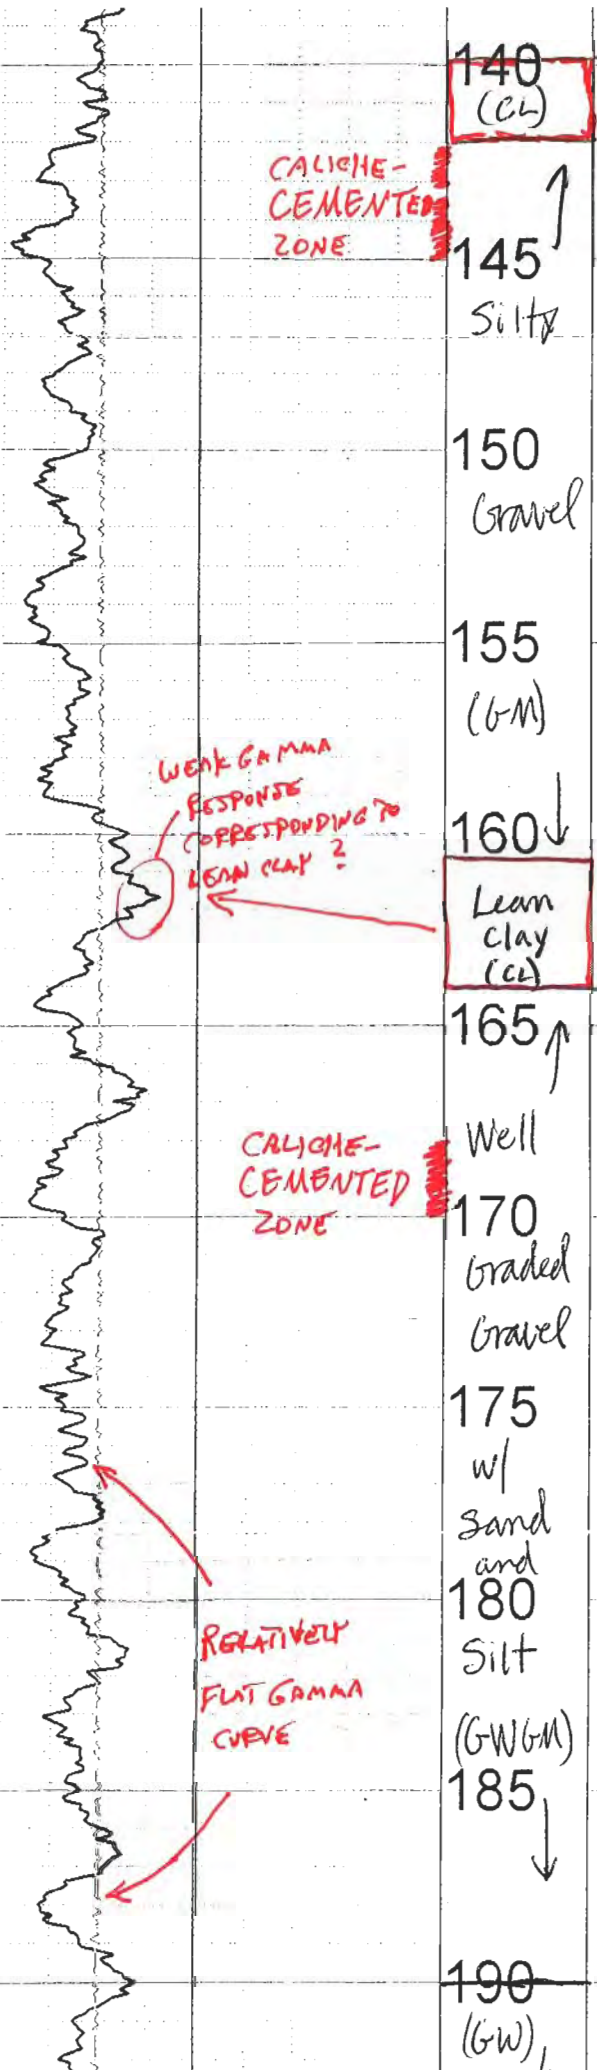 140
(CL)
CALICHE-
CEMENTED
ZONE
145
Silty
150
Gravel
155
(GM)
WEAK GAMMA
RESPONSE
CORRESPONDING TO
LEAN CLAY ?
160
Lean
Clay
(CL)
165
Well
CALICHE-
CEMENTED
ZONE
170
Graded
Gravel
175
w/
Sand
and
180
Silt
RELATIVELY
FLAT GAMMA
CURVE
(GWGM)
185
190
(GW),